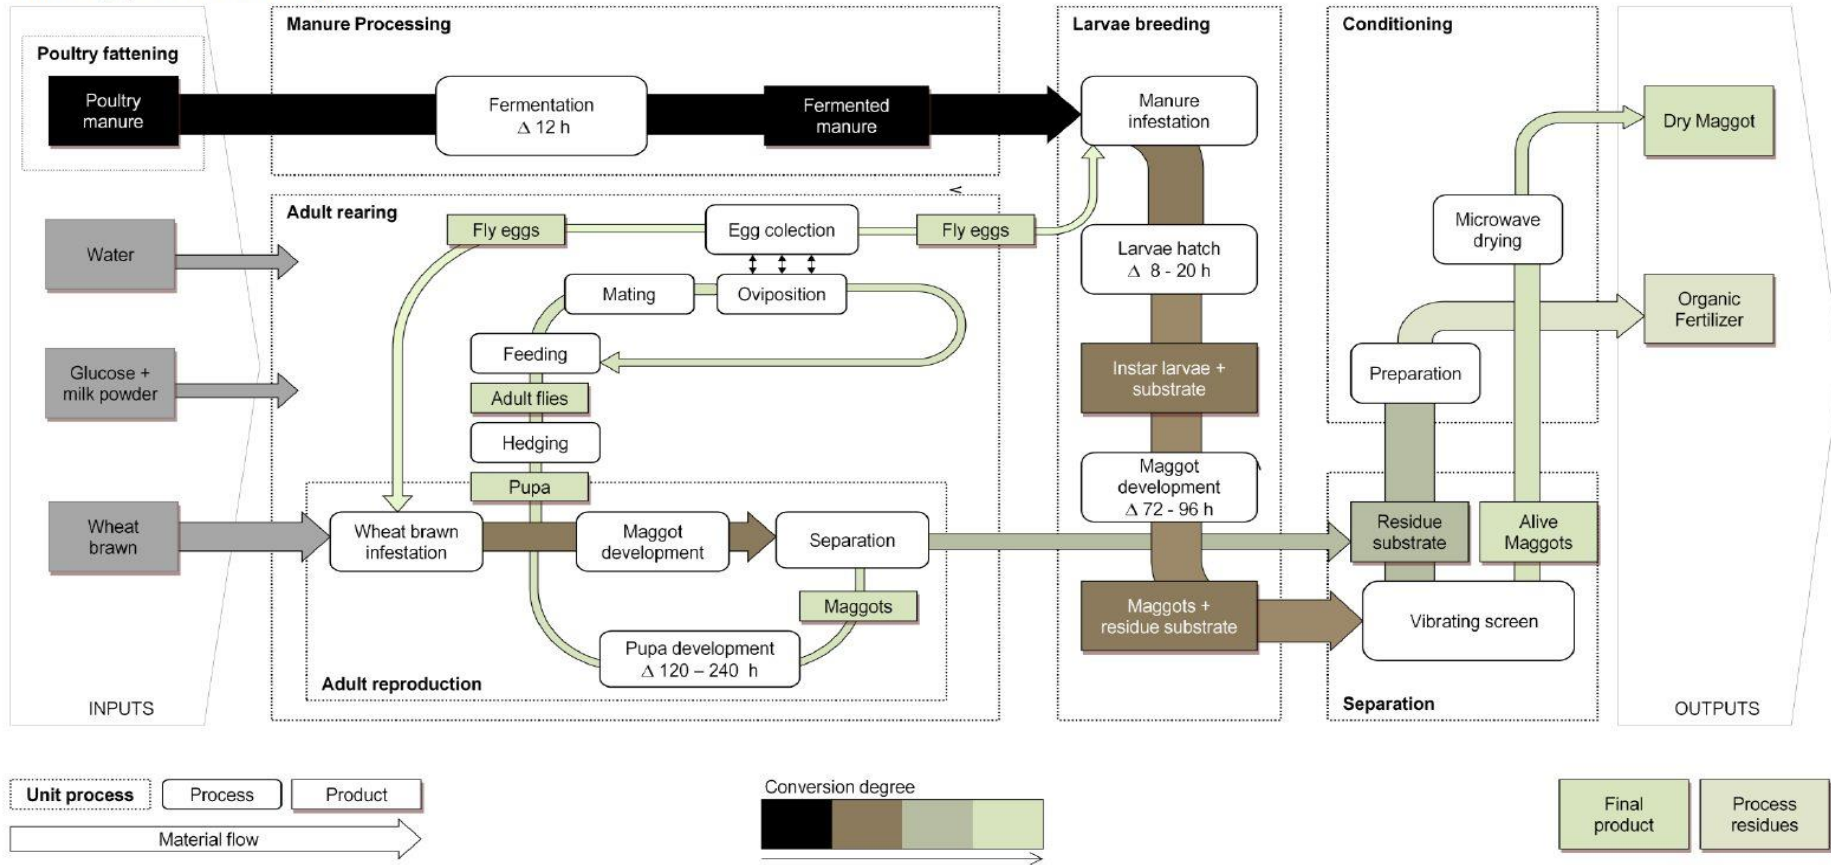 Manure Processing
Larvae breeding
Conditioning
Poultry fattening
Poultry
manure
Fermentation
Δ 12 h
Fermented
manure
Manure
infestation
Dry Maggot
Adult rearing
Fly eggs
Egg colection
Fly eggs
Microwave
drying
Water
Larvae hatch
Δ 8 - 20 h
Mating
Oviposition
Organic
Fertilizer
Feeding
Glucose +
milk powder
Adult flies
Instar larvae +
substrate
Preparation
Hedging
Pupa
Maggot
development
Δ 72 - 96 h
Wheat
brawn
Wheat brawn
infestation
Maggot
development
Separation
Residue
substrate
Alive
Maggots
Maggots
Maggots +
residue substrate
Vibrating screen
Pupa development
Δ 120 – 240 h
Adult reproduction
Separation
INPUTS
OUTPUTS
Unit process
Process
Product
Material flow
Conversion degree
Final
product
Process
residues